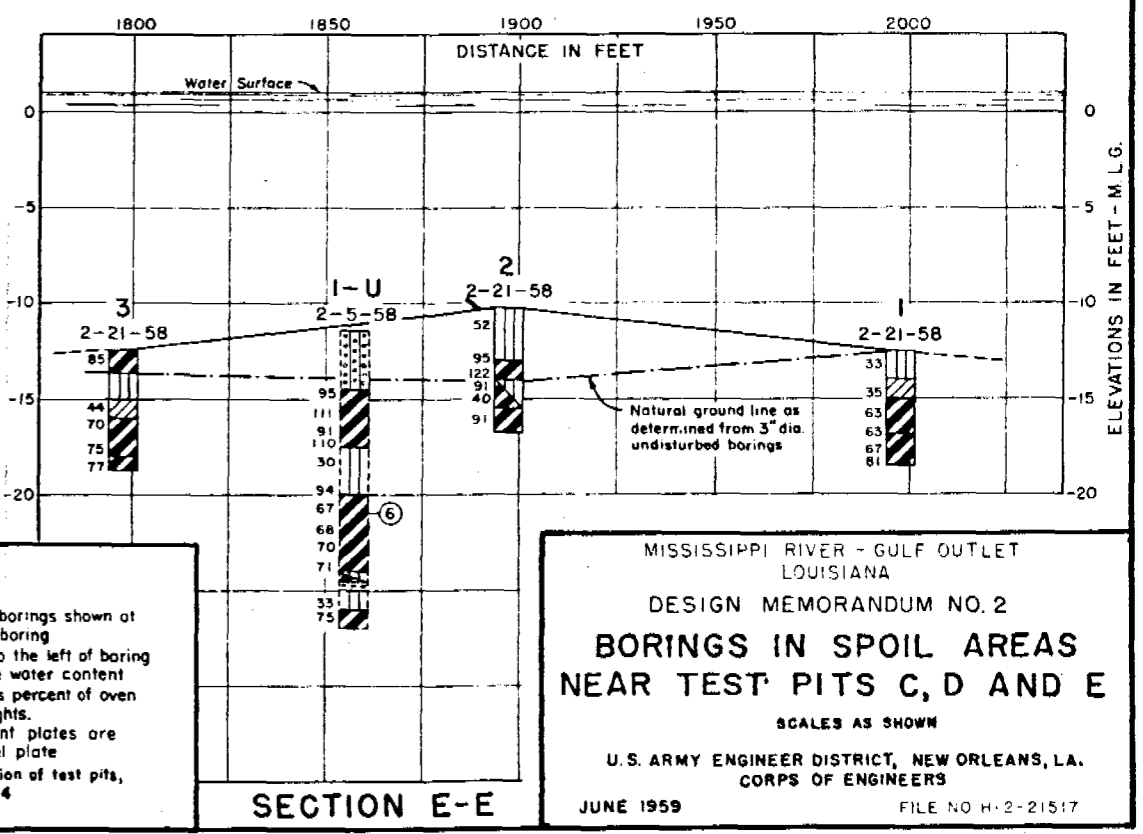 1800 1850 1900 1950 2000
DISTANCE IN FEET
Water Surface
0 0
-5 -5
-10 -10
-15 -15
-20 -20
ELEVATIONS IN FEET - M.L.G.
3
2-21-58
85
44
70
75
77
1-U
2-5-58
95
111
91
110
30
94
67
68
70
71
33
75
6
2
2-21-58
52
95
122
91
40
91
1
2-21-58
33
35
63
63
67
81
Natural ground line as
determined from 3" dia.
undisturbed borings
borings shown at
boring
the left of boring
water content
percent of oven
plates are
plate
of test pits,
4
SECTION E-E
MISSISSIPPI RIVER - GULF OUTLET
LOUISIANA
DESIGN MEMORANDUM NO. 2
BORINGS IN SPOIL AREAS
NEAR TEST PITS C, D AND E
SCALES AS SHOWN
U.S. ARMY ENGINEER DISTRICT, NEW ORLEANS, LA.
CORPS OF ENGINEERS
JUNE 1959 FILE NO. H-2-21517